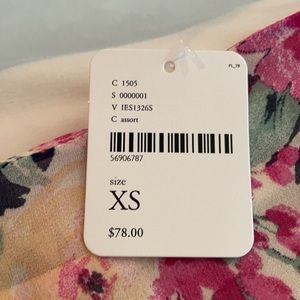 C 1505
S 0000001
V IES1326S
C assort
56906787
size
XS
$78.00